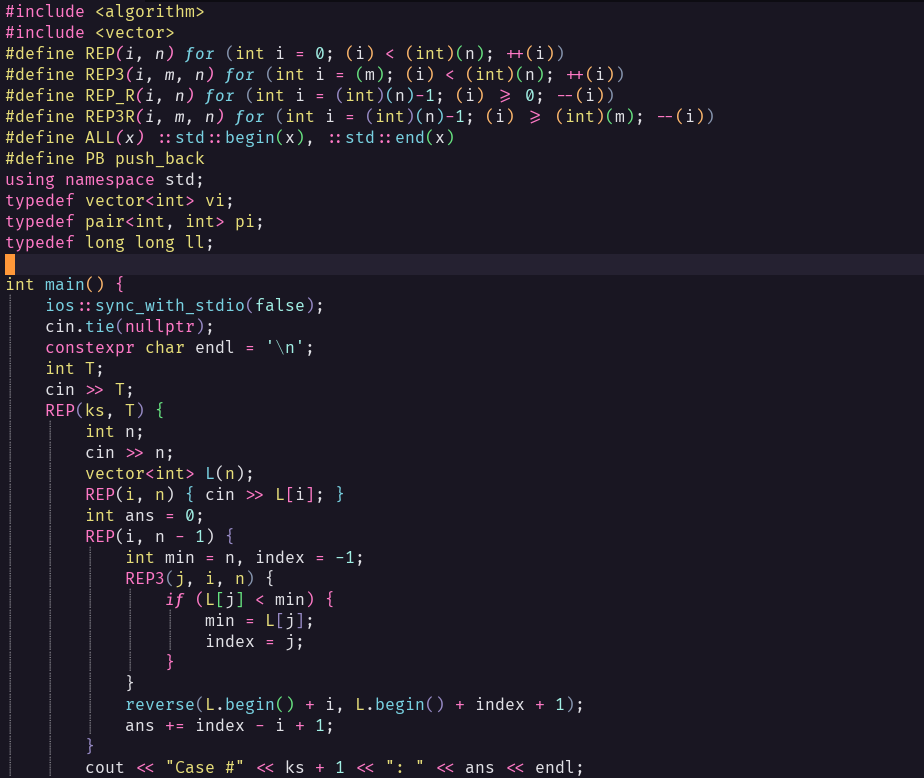 #include <algorithm>
#include <vector>
#define REP(i, n) for (int i = 0; (i) < (int)(n); ++(i))
#define REP3(i, m, n) for (int i = (m); (i) < (int)(n); ++(i))
#define REP_R(i, n) for (int i = (int)(n)-1; (i) >= 0; --(i))
#define REP3R(i, m, n) for (int i = (int)(n)-1; (i) >= (int)(m); --(i))
#define ALL(x) ::std::begin(x), ::std::end(x)
#define PB push_back
using namespace std;
typedef vector<int> vi;
typedef pair<int, int> pi;
typedef long long ll;
int main() {
    ios::sync_with_stdio(false);
    cin.tie(nullptr);
    constexpr char endl = '\n';
    int T;
    cin >> T;
    REP(ks, T) {
        int n;
        cin >> n;
        vector<int> L(n);
        REP(i, n) { cin >> L[i]; }
        int ans = 0;
        REP(i, n - 1) {
            int min = n, index = -1;
            REP3(j, i, n) {
                if (L[j] < min) {
                    min = L[j];
                    index = j;
                }
            }
            reverse(L.begin() + i, L.begin() + index + 1);
            ans += index - i + 1;
        }
        cout << "Case #" << ks + 1 << ": " << ans << endl;